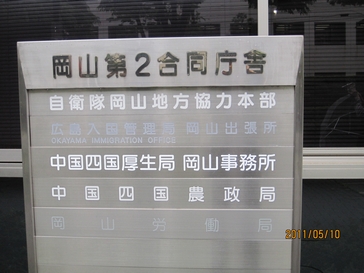 岡山第2合同庁舎
自衛隊岡山地方協力本部
広島入国管理局 岡山出張所
OKAYAMA IMMIGRATION OFFICE
中国四国厚生局 岡山事務所
中国四国農政局
岡山労働局
2011/05/10